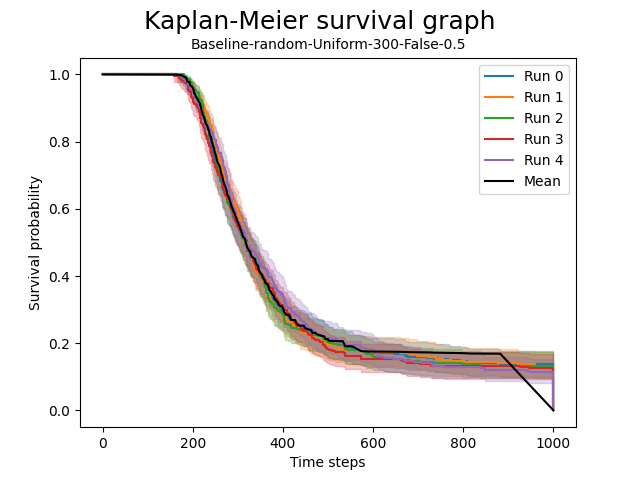 Kaplan-Meier survival graph
Baseline-random-Uniform-300-False-0.5
Survival probability
1.0
0.8
0.6
0.4
0.2
0.0
Run 0
Run 1
Run 2
Run 3
Run 4
Mean
0 200 400 600 800 1000
Time steps